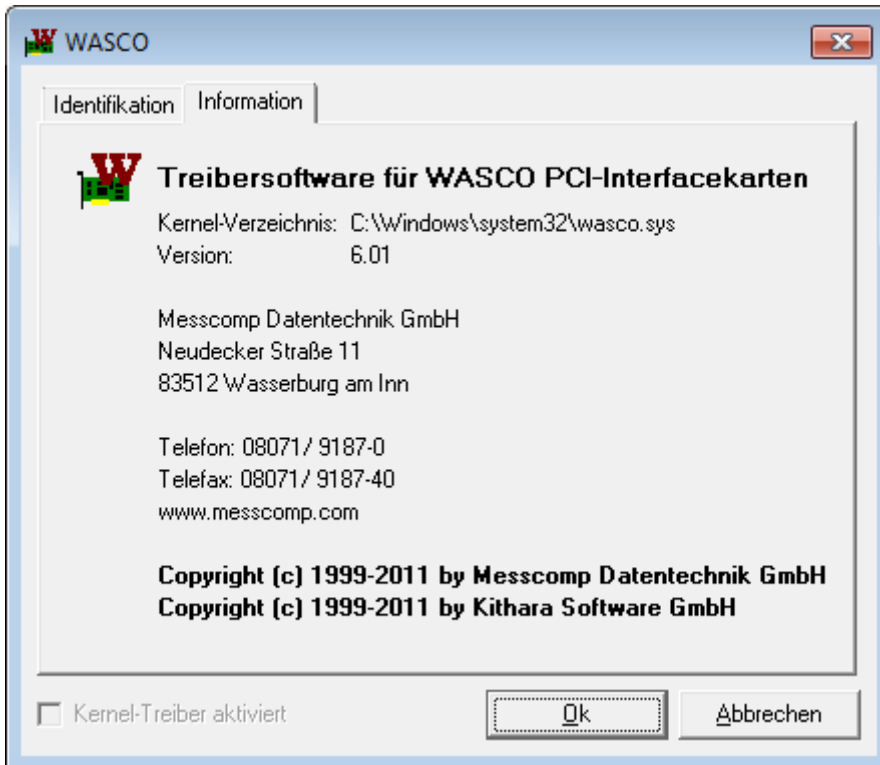 WASCO
Identifikation Information
Treibersoftware für WASCO PCI-Interfacekarten
Kernel-Verzeichnis: C:\Windows\system32\wasco.sys
Version: 6.01
Messcomp Datentechnik GmbH
Neudecker Straße 11
83512 Wasserburg am Inn
Telefon: 08071/ 9187-0
Telefax: 08071/ 9187-40
www.messcomp.com
Copyright (c) 1999-2011 by Messcomp Datentechnik GmbH
Copyright (c) 1999-2011 by Kithara Software GmbH
Kernel-Treiber aktiviert Ok Abbrechen